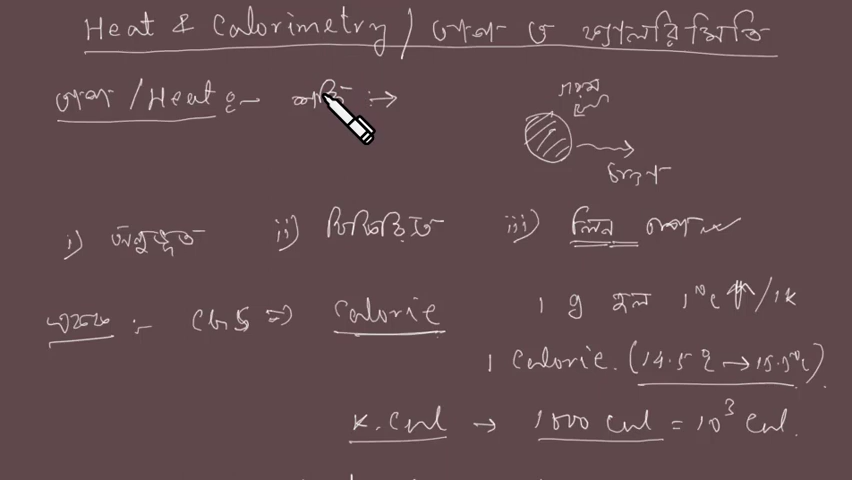 Heat & Calorimetry / তাপ ও ক্যালরিমিতি
তাপ / Heat :- শক্তি :→
গরম
i) অনুভূত ii) বিকিরিত iii) লীন তাপ
একক :- CGS ⇒ Calorie 1 g জল 1°C ↑ / 1K
1 Calorie. (14.5°C → 15.5°C)
K. Cal → 1000 Cal = 10³ Cal.